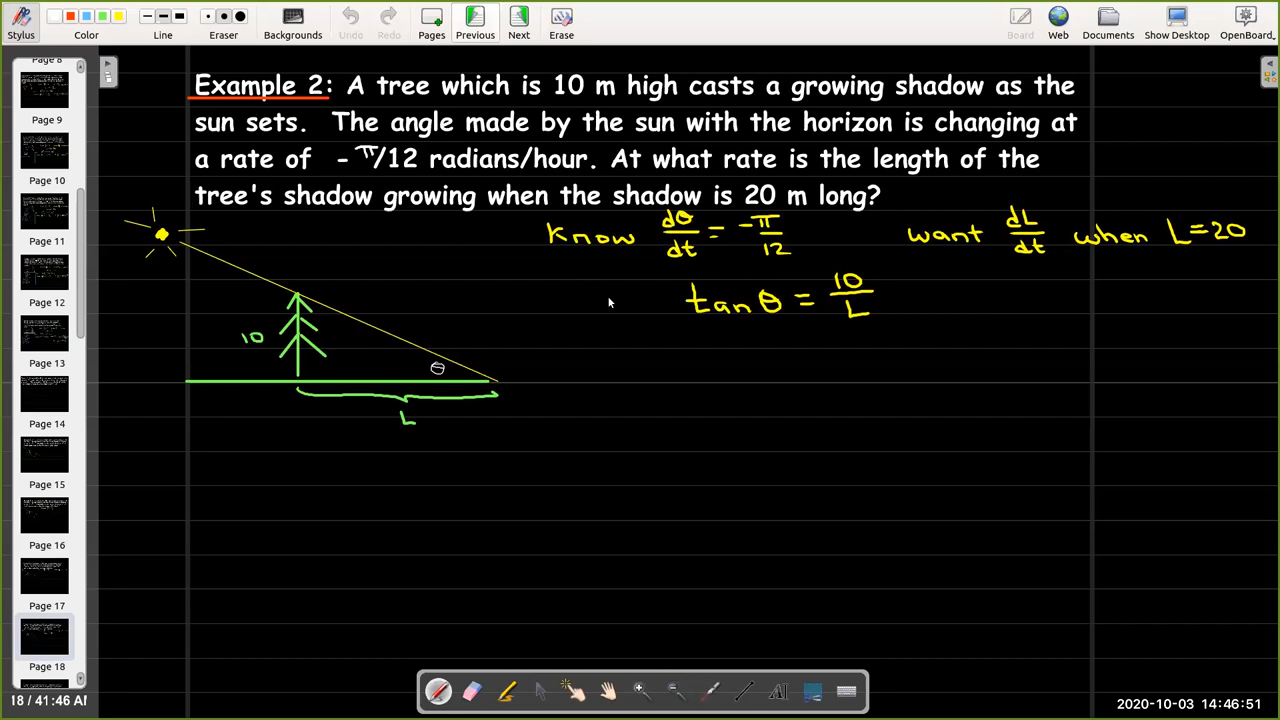 Stylus
Color
Line
Eraser
Backgrounds
Undo
Redo
Pages
Previous
Next
Erase
Board
Web
Documents
Show Desktop
OpenBoard
Page 8
Page 9
Page 10
Page 11
Page 12
Page 13
Page 14
Page 15
Page 16
Page 17
Page 18
18 / 41:46 AM
Example 2: A tree which is 10 m high casts a growing shadow as the
sun sets. The angle made by the sun with the horizon is changing at
a rate of - π/12 radians/hour. At what rate is the length of the
tree's shadow growing when the shadow is 20 m long?
know dθ/dt = -π/12 want dL/dt when L=20
tan θ = 10/L
10
θ
L
AI
2020-10-03 14:46:51